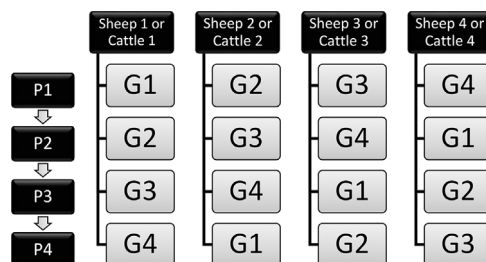 Sheep 1 or
Cattle 1
Sheep 2 or
Cattle 2
Sheep 3 or
Cattle 3
Sheep 4 or
Cattle 4
P1
G1
G2
G3
G4
P2
G2
G3
G4
G1
P3
G3
G4
G1
G2
P4
G4
G1
G2
G3